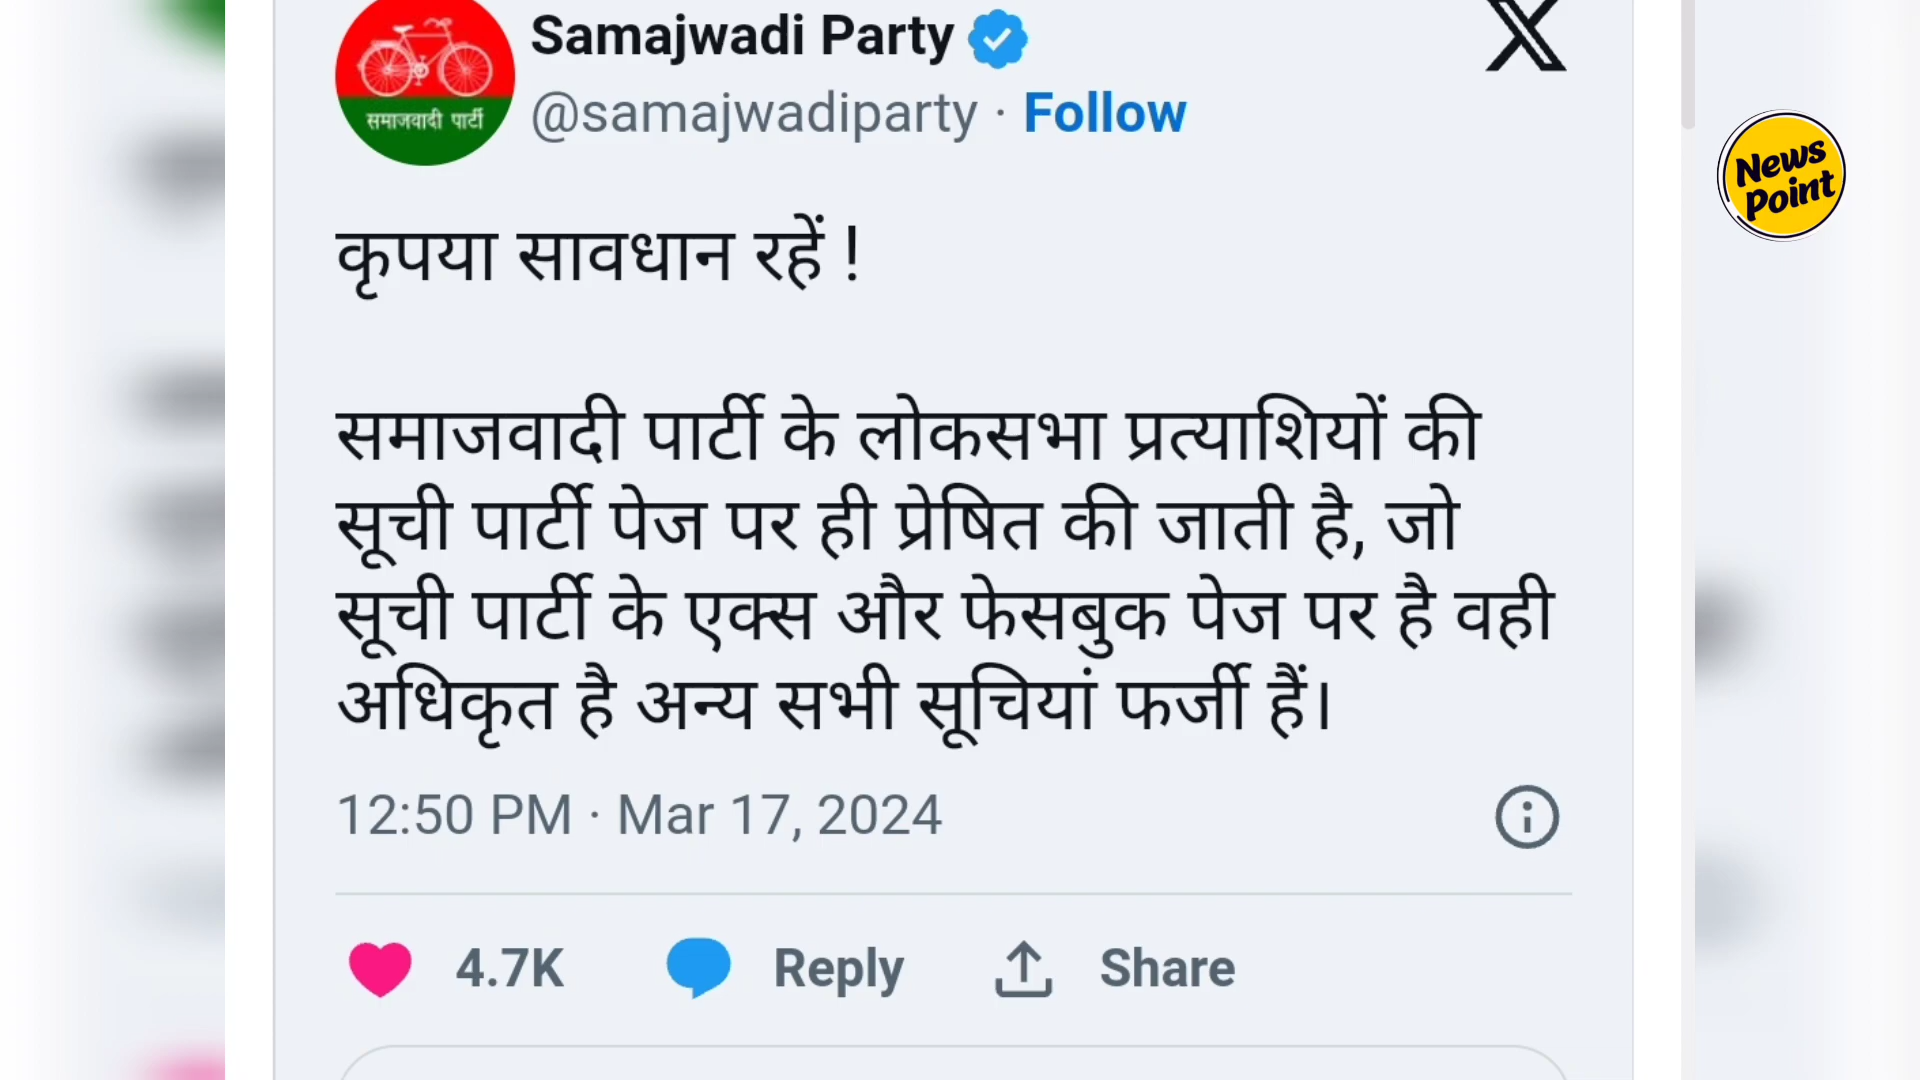 Samajwadi Party
समाजवादी पार्टी
@samajwadiparty · Follow
News
Point
कृपया सावधान रहें !
समाजवादी पार्टी के लोकसभा प्रत्याशियों की
सूची पार्टी पेज पर ही प्रेषित की जाती है, जो
सूची पार्टी के एक्स और फेसबुक पेज पर है वही
अधिकृत है अन्य सभी सूचियां फर्जी हैं।
12:50 PM · Mar 17, 2024
4.7K Reply Share